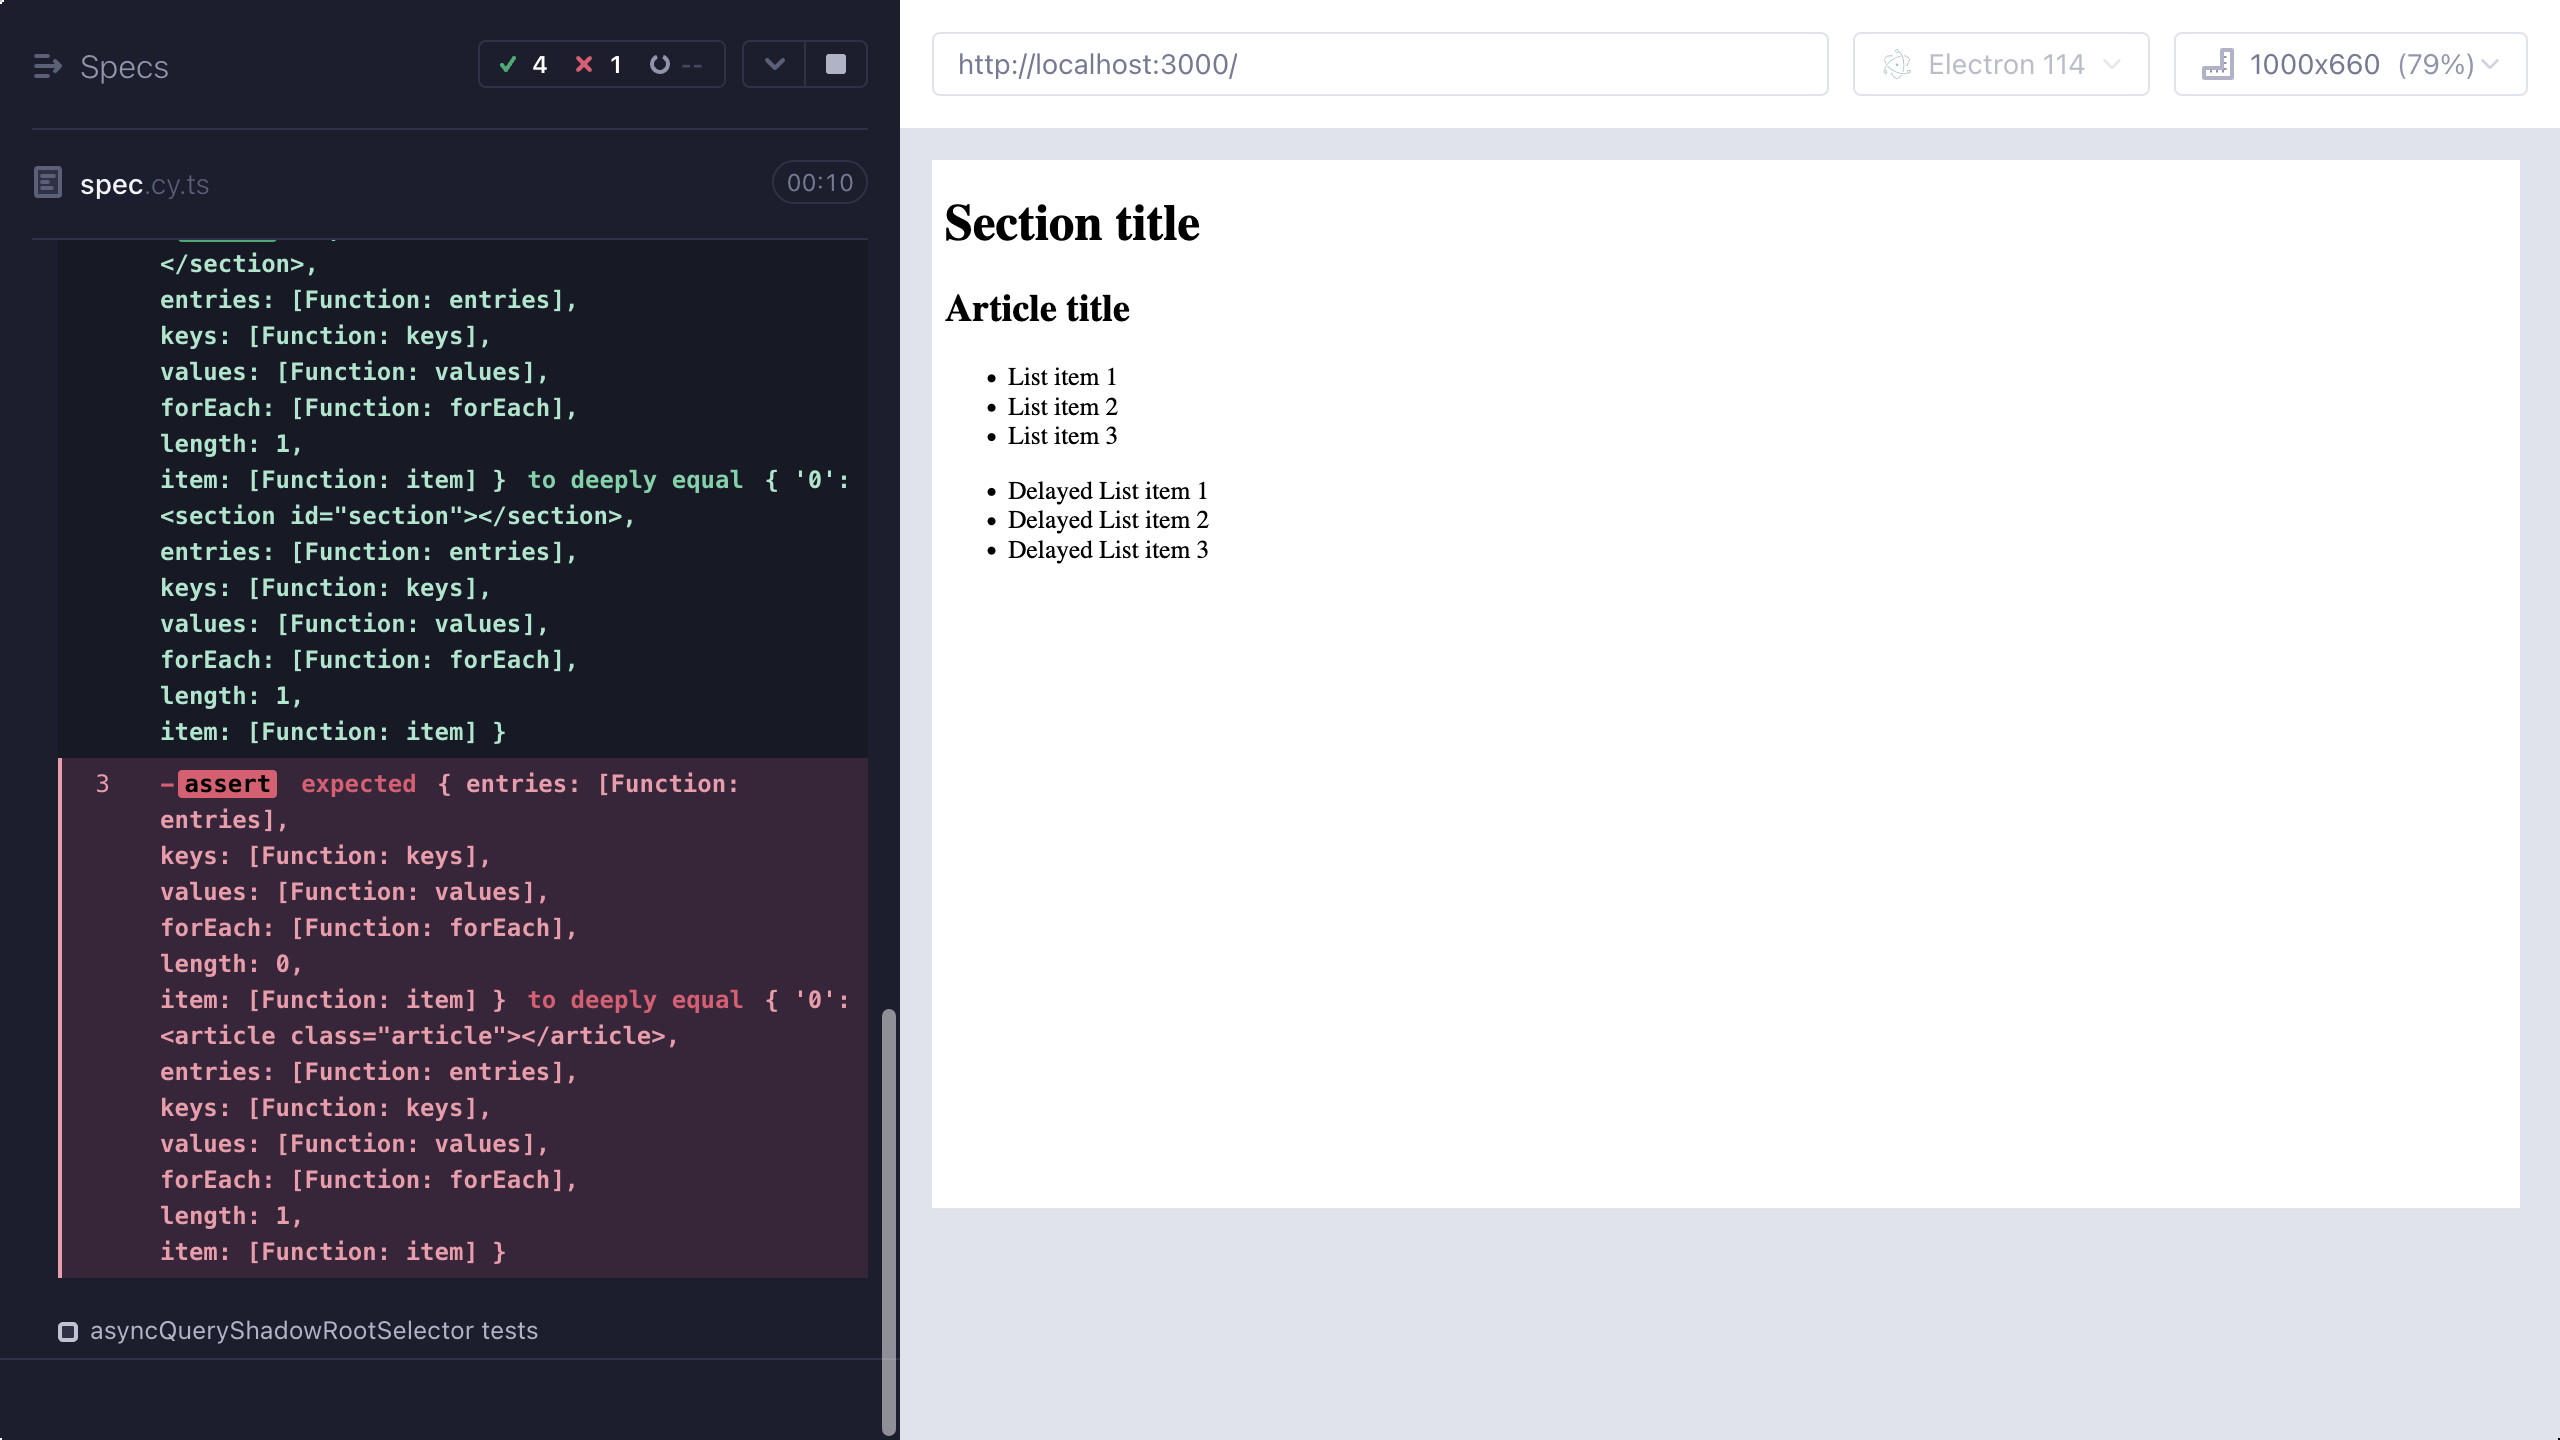 Specs
4 1 --
spec.cy.ts
00:10
</section>,
entries: [Function: entries],
keys: [Function: keys],
values: [Function: values],
forEach: [Function: forEach],
length: 1,
item: [Function: item] } to deeply equal { '0':
<section id="section"></section>,
entries: [Function: entries],
keys: [Function: keys],
values: [Function: values],
forEach: [Function: forEach],
length: 1,
item: [Function: item] }
3 -assert expected { entries: [Function:
entries],
keys: [Function: keys],
values: [Function: values],
forEach: [Function: forEach],
length: 0,
item: [Function: item] } to deeply equal { '0':
<article class="article"></article>,
entries: [Function: entries],
keys: [Function: keys],
values: [Function: values],
forEach: [Function: forEach],
length: 1,
item: [Function: item] }
asyncQueryShadowRootSelector tests
http://localhost:3000/
Electron 114
1000x660 (79%)
Section title
Article title
• List item 1
• List item 2
• List item 3
• Delayed List item 1
• Delayed List item 2
• Delayed List item 3